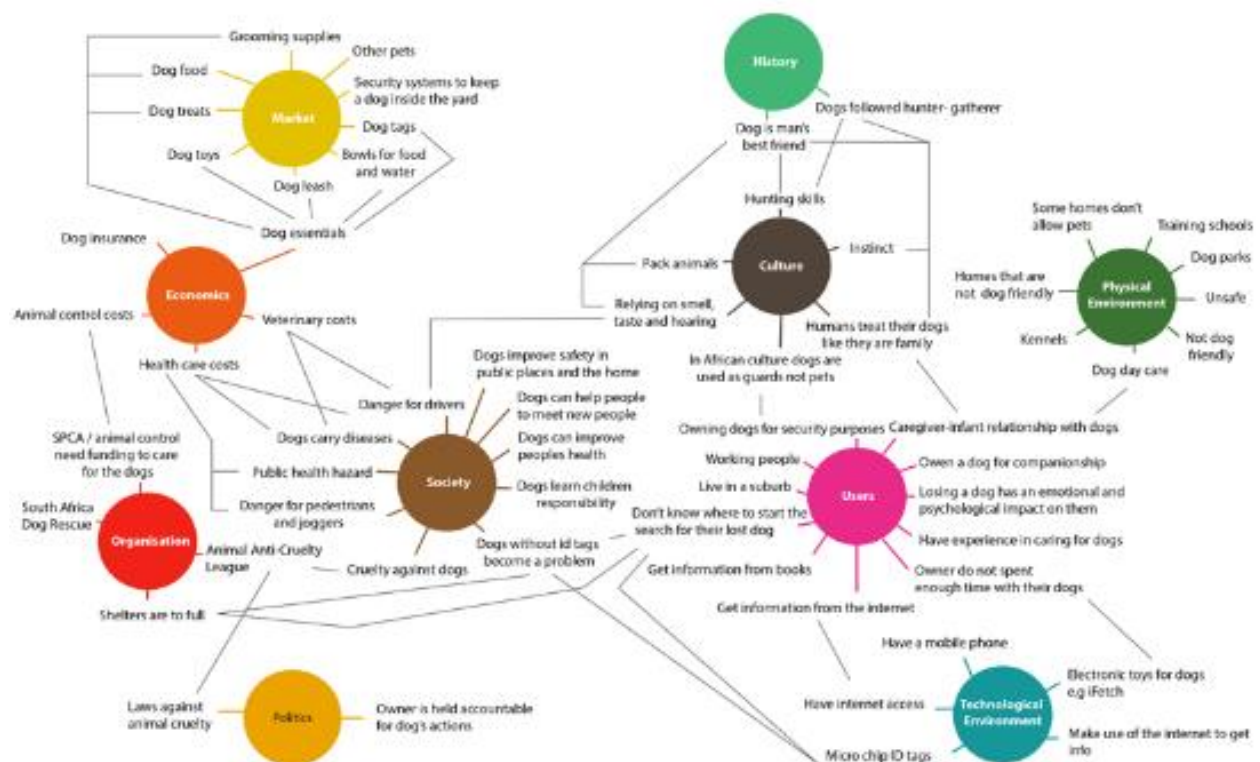 Grooming supplies
Other pets
Dog food
Security systems to keep
a dog inside the yard
Dog treats
Market
Dog tags
Dog toys
Bowls for food
and water
Dog leash
Dog essentials
History
Dogs followed hunter- gatherer
Dog is man's
best friend
Hunting skills
Culture
Instinct
Pack animals
Relying on smell,
taste and hearing
Humans treat their dogs
like they are family
In African culture dogs are
used as guards not pets
Some homes don't
allow pets
Training schools
Dog parks
Homes that are
not dog friendly
Physical
Environment
Unsafe
Kennels
Not dog
friendly
Dog day care
Dog insurance
Economics
Animal control costs
Veterinary costs
Health care costs
Dogs improve safety in
public places and the home
Danger for drivers
Dogs can help people
to meet new people
Dogs carry diseases
Dogs can improve
peoples health
Public health hazard
Society
Dogs learn children
responsibility
Danger for pedestrians
and joggers
Dogs without id tags
become a problem
Cruelty against dogs
SPCA / animal control
need funding to care
for the dogs
South Africa
Dog Rescue
Organisation
Animal Anti-Cruelty
League
Shelters are to full
Owning dogs for security purposes
Caregiver-infant relationship with dogs
Working people
Owen a dog for companionship
Live in a suburb
Users
Losing a dog has an emotional and
psychological impact on them
Don't know where to start the
search for their lost dog
Have experience in caring for dogs
Get information from books
Owner do not spent
enough time with their dogs
Get information from the internet
Laws against
animal cruelty
Politics
Owner is held accountable
for dog's actions
Have a mobile phone
Electronic toys for dogs
e.g iFetch
Have internet access
Technological
Environment
Make use of the internet to get
info
Micro chip ID tags